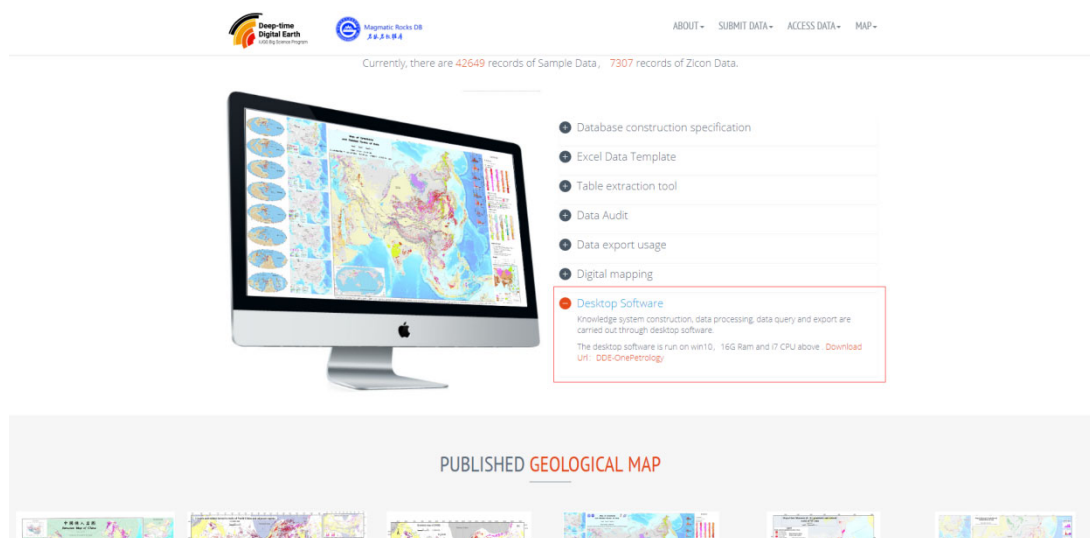 Deep-time
Digital Earth
IUGS Big Science Program
Magmatic Rocks DB
ABOUT
SUBMIT DATA
ACCESS DATA
MAP
Currently, there are 42649 records of Sample Data, 7307 records of Zicon Data.
Database construction specification
Excel Data Template
Table extraction tool
Data Audit
Data export usage
Digital mapping
Desktop Software
Knowledge system construction, data processing, data query and export are
carried out through desktop software.
The desktop software is run on win10, 16G Ram and I7 CPU above . Download
Url: DDE-OnePetrology
PUBLISHED GEOLOGICAL MAP